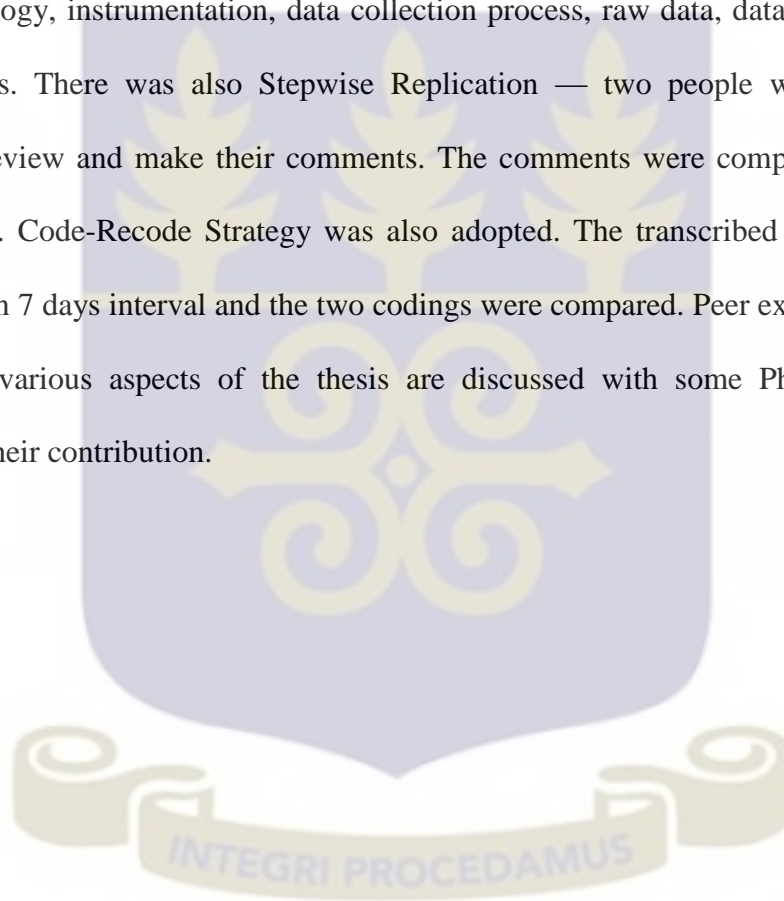 ogy, instrumentation, data collection process, raw data, data
s. There was also Stepwise Replication — two people w
eview and make their comments. The comments were comp
. Code-Recode Strategy was also adopted. The transcribed
n 7 days interval and the two codings were compared. Peer ex
various aspects of the thesis are discussed with some Ph
heir contribution.
INTEGRI PROCEDAMUS